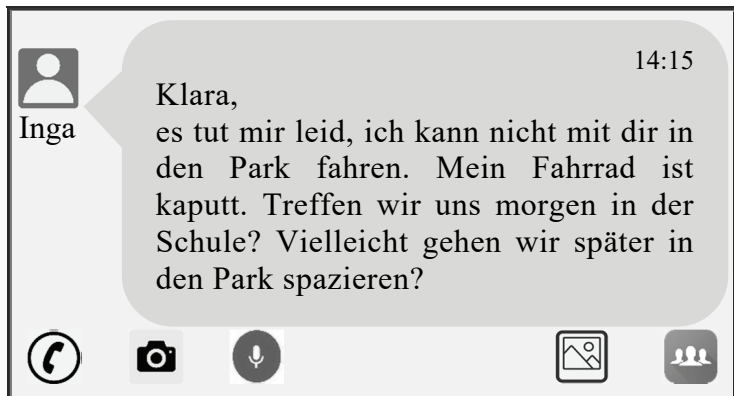 14:15
Klara,
Inga
es tut mir leid, ich kann nicht mit dir in
den Park fahren. Mein Fahrrad ist
kaputt. Treffen wir uns morgen in der
Schule? Vielleicht gehen wir später in
den Park spazieren?